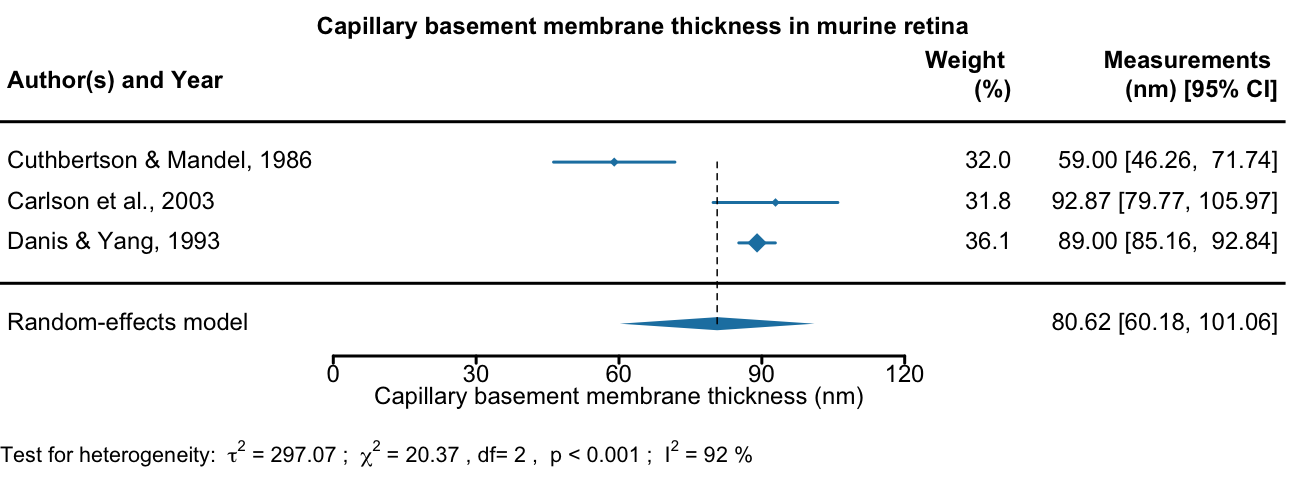 Capillary basement membrane thickness in murine retina
Author(s) and Year
Weight (%)
Measurements (nm) [95% CI]
Cuthbertson & Mandel, 1986 32.0 59.00 [46.26, 71.74]
Carlson et al., 2003 31.8 92.87 [79.77, 105.97]
Danis & Yang, 1993 36.1 89.00 [85.16, 92.84]
Random-effects model 80.62 [60.18, 101.06]
0 30 60 90 120
Capillary basement membrane thickness (nm)
Test for heterogeneity: τ² = 297.07 ; χ² = 20.37 , df= 2 , p < 0.001 ; I² = 92 %